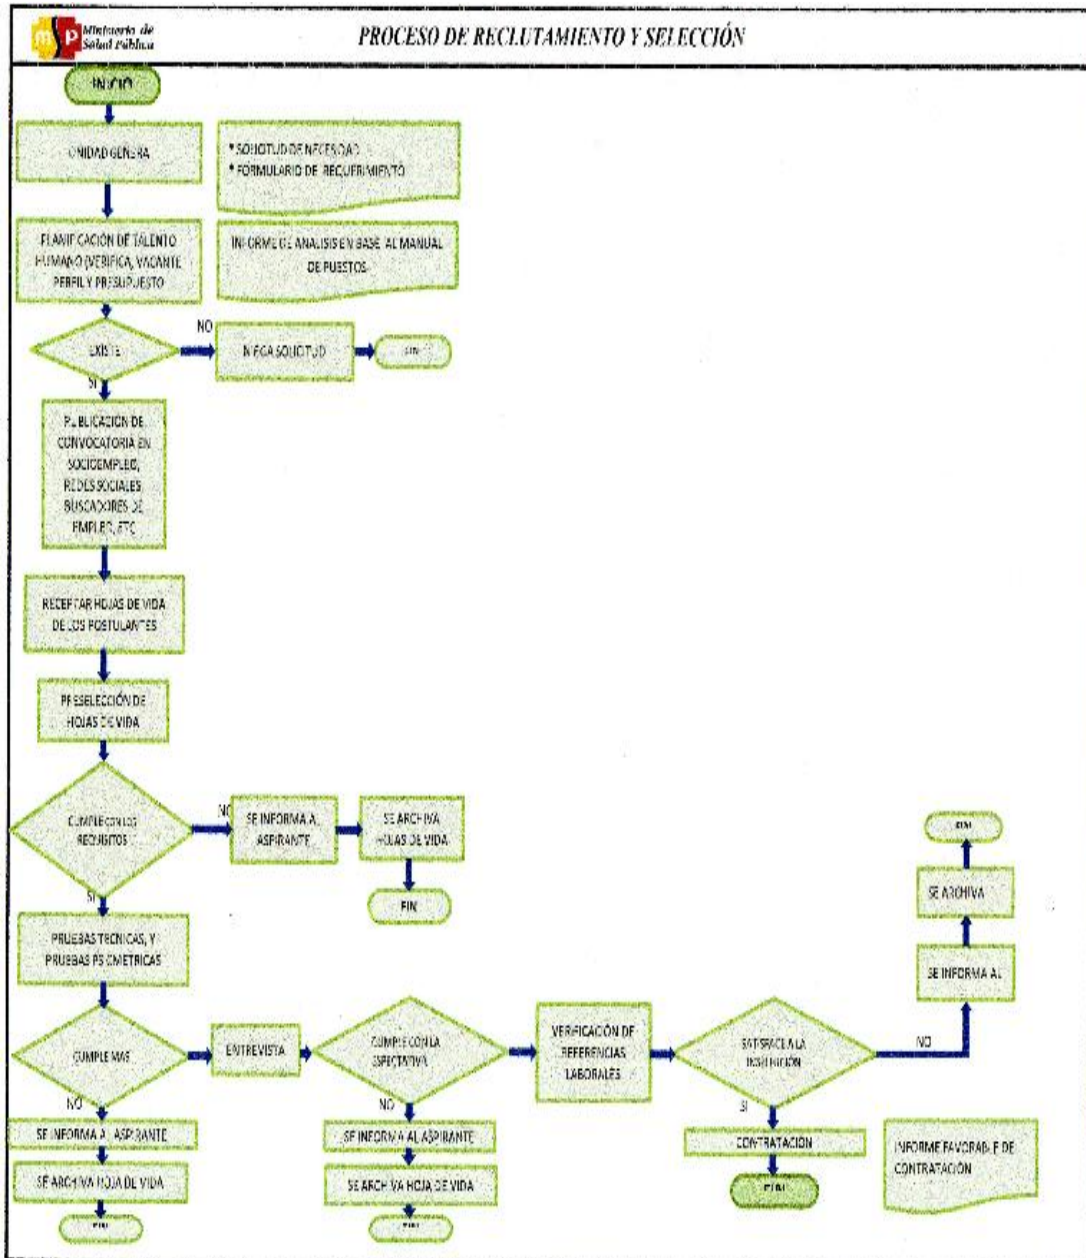 Ministerio de
Salud Pública
PROCESO DE RECLUTAMIENTO Y SELECCIÓN
INICIO
UNIDAD GENERA
* SOLICITUD DE NECESIDAD
* FORMULARIO DE REQUERIMIENTO
PLANIFICACIÓN DE TALENTO
HUMANO (VERIFICA, VACANTE
PERFIL Y PRESUPUESTO
INFORME DE ANALISIS EN BASE AL MANUAL
DE PUESTOS
EXISTE
NO
NIEGA SOLICITUD
FIN
SI
PUBLICACIÓN DE
CONVOCATORIA EN
SOCIOEMPLEO,
REDES SOCIALES
BUSCADORES DE
EMPLEO, ETC
RECEPTAR HOJAS DE VIDA
DE LOS POSTULANTES
PRESELECCIÓN DE
HOJAS DE VIDA
CUMPLE CON LOS
REQUISITOS
NO
SE INFORMA AL
ASPIRANTE
SE ARCHIVA
HOJAS DE VIDA
FIN
SI
PRUEBAS TECNICAS, Y
PRUEBAS PSICMETRICAS
CUMPLE MAS
ENTREVISTA
CUMPLE CON LA
ESPECTATIVA
VERIFICACIÓN DE
REFERENCIAS
LABORALES
SATISFACE A LA
INSTITUCIÓN
NO
SE INFORMA AL
SE ARCHIVA
FIN
NO
SE INFORMA AL ASPIRANTE
SE ARCHIVA HOJA DE VIDA
FIN
NO
SE INFORMA AL ASPIRANTE
SE ARCHIVA HOJA DE VIDA
FIN
SI
CONTRATACIÓN
FIN
INFORME FAVORABLE DE
CONTRATACIÓN